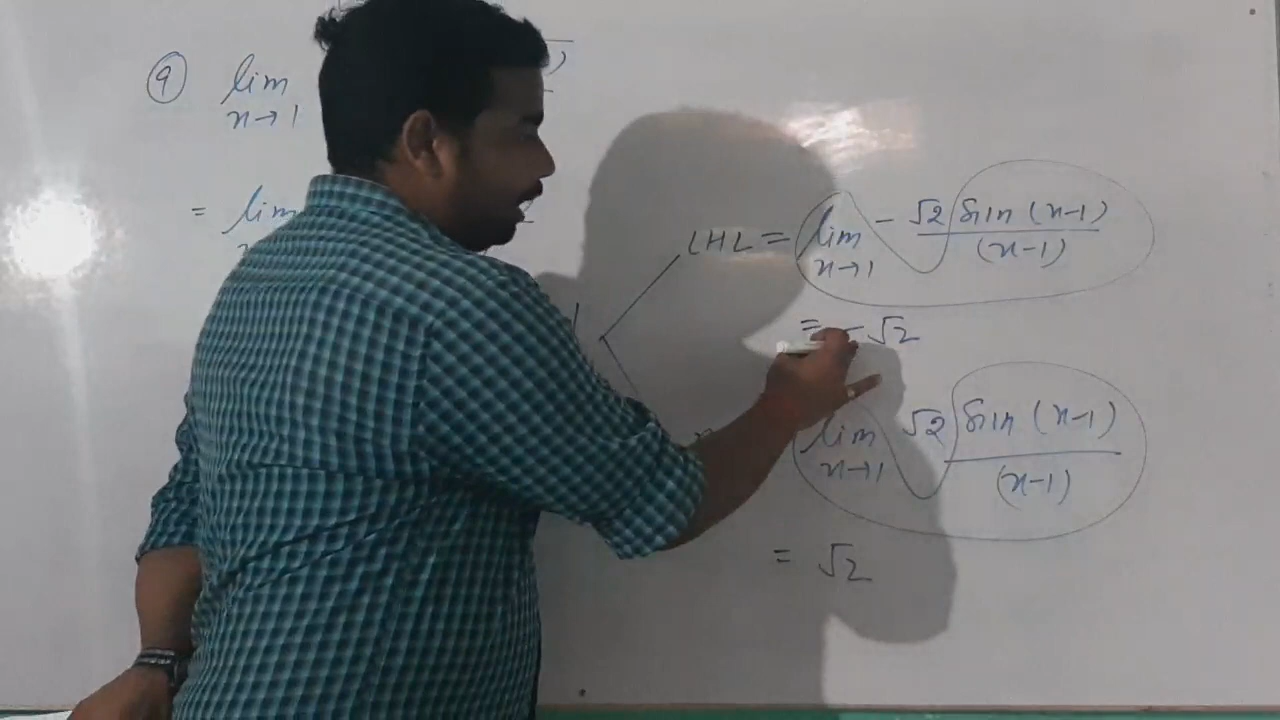 9 lim
n→1
= lim
LHL = lim - √2 sin (n-1)
n→1 (n-1)
= - √2
lim √2 sin (n-1)
n→1 (n-1)
= √2